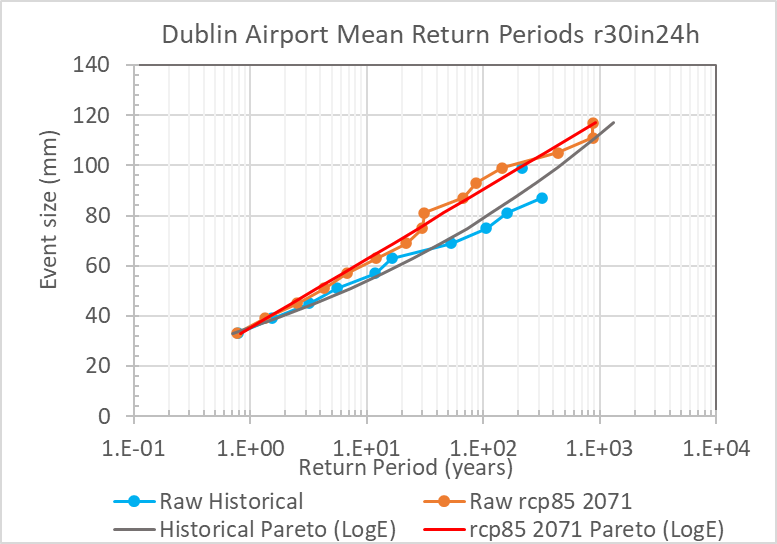 Dublin Airport Mean Return Periods r30in24h
140
120
100
80
60
40
20
0
Event size (mm)
1.E-01 1.E+00 1.E+01 1.E+02 1.E+03 1.E+04
Return Period (years)
Raw Historical Raw rcp85 2071
Historical Pareto (LogE) rcp85 2071 Pareto (LogE)